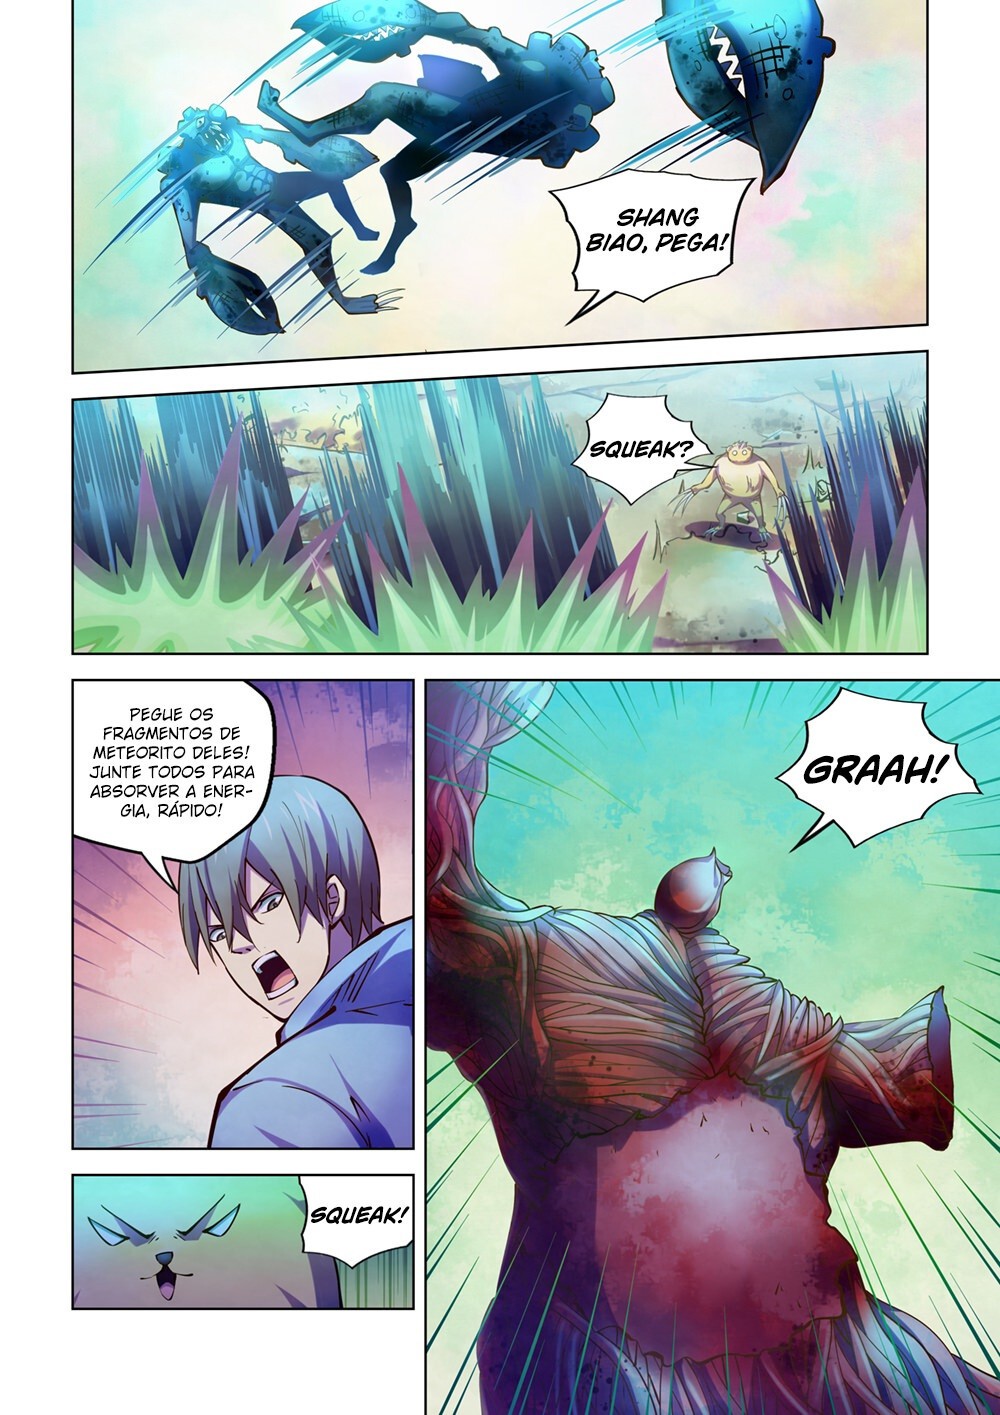 SHANG
BIAO, PEGA!
SQUEAK?
PEGUE OS
FRAGMENTOS DE
METEORITO DELES!
JUNTE TODOS PARA
ABSORVER A ENER-
GIA, RÁPIDO!
GRAAH!
SQUEAK!